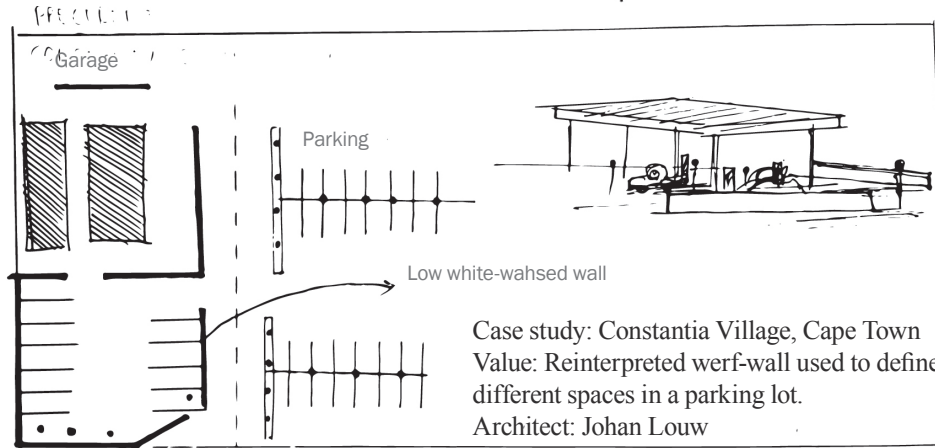 Garage
Parking
Low white-wahsed wall
Case study: Constantia Village, Cape Town
Value: Reinterpreted werf-wall used to define
different spaces in a parking lot.
Architect: Johan Louw